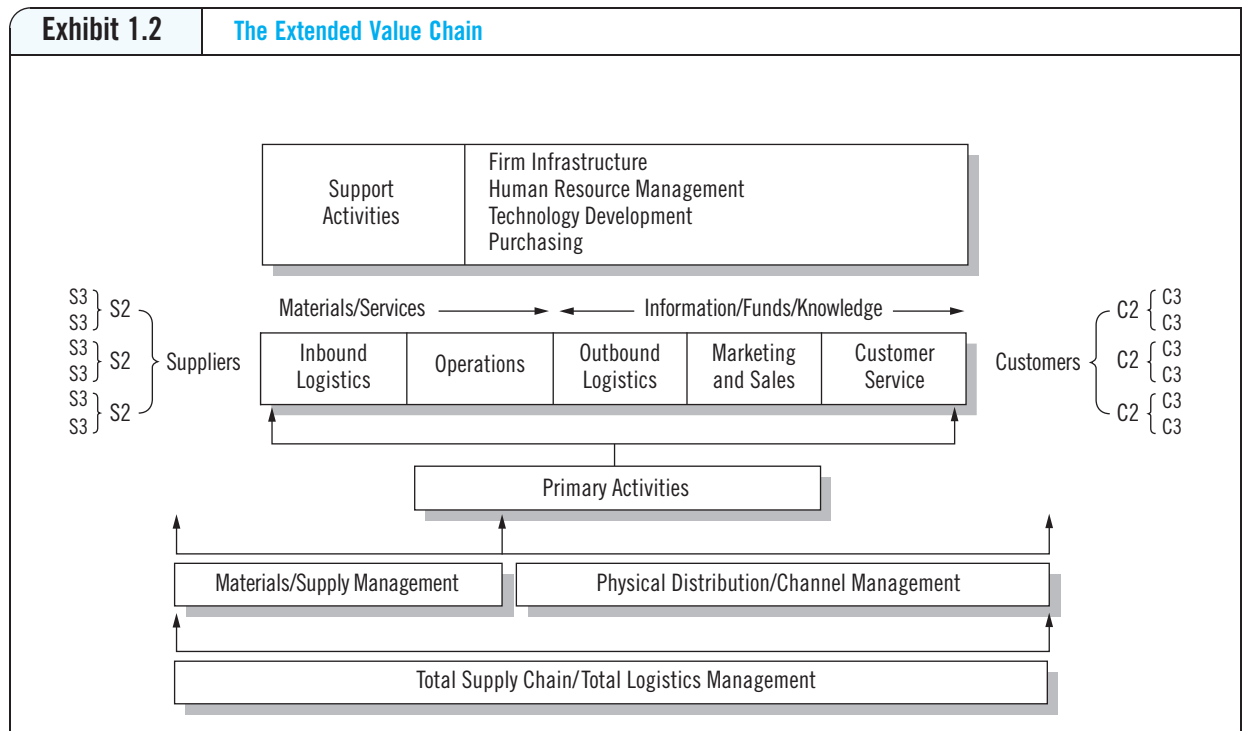 Exhibit 1.2
The Extended Value Chain
Support
Activities
Firm Infrastructure
Human Resource Management
Technology Development
Purchasing
Materials/Services
Information/Funds/Knowledge
S3
S3
S2
S3
S3
S2
S3
S3
S2
Suppliers
Inbound
Logistics
Operations
Outbound
Logistics
Marketing
and Sales
Customer
Service
Customers
C2
C3
C3
C2
C3
C3
C2
C3
C3
Primary Activities
Materials/Supply Management
Physical Distribution/Channel Management
Total Supply Chain/Total Logistics Management